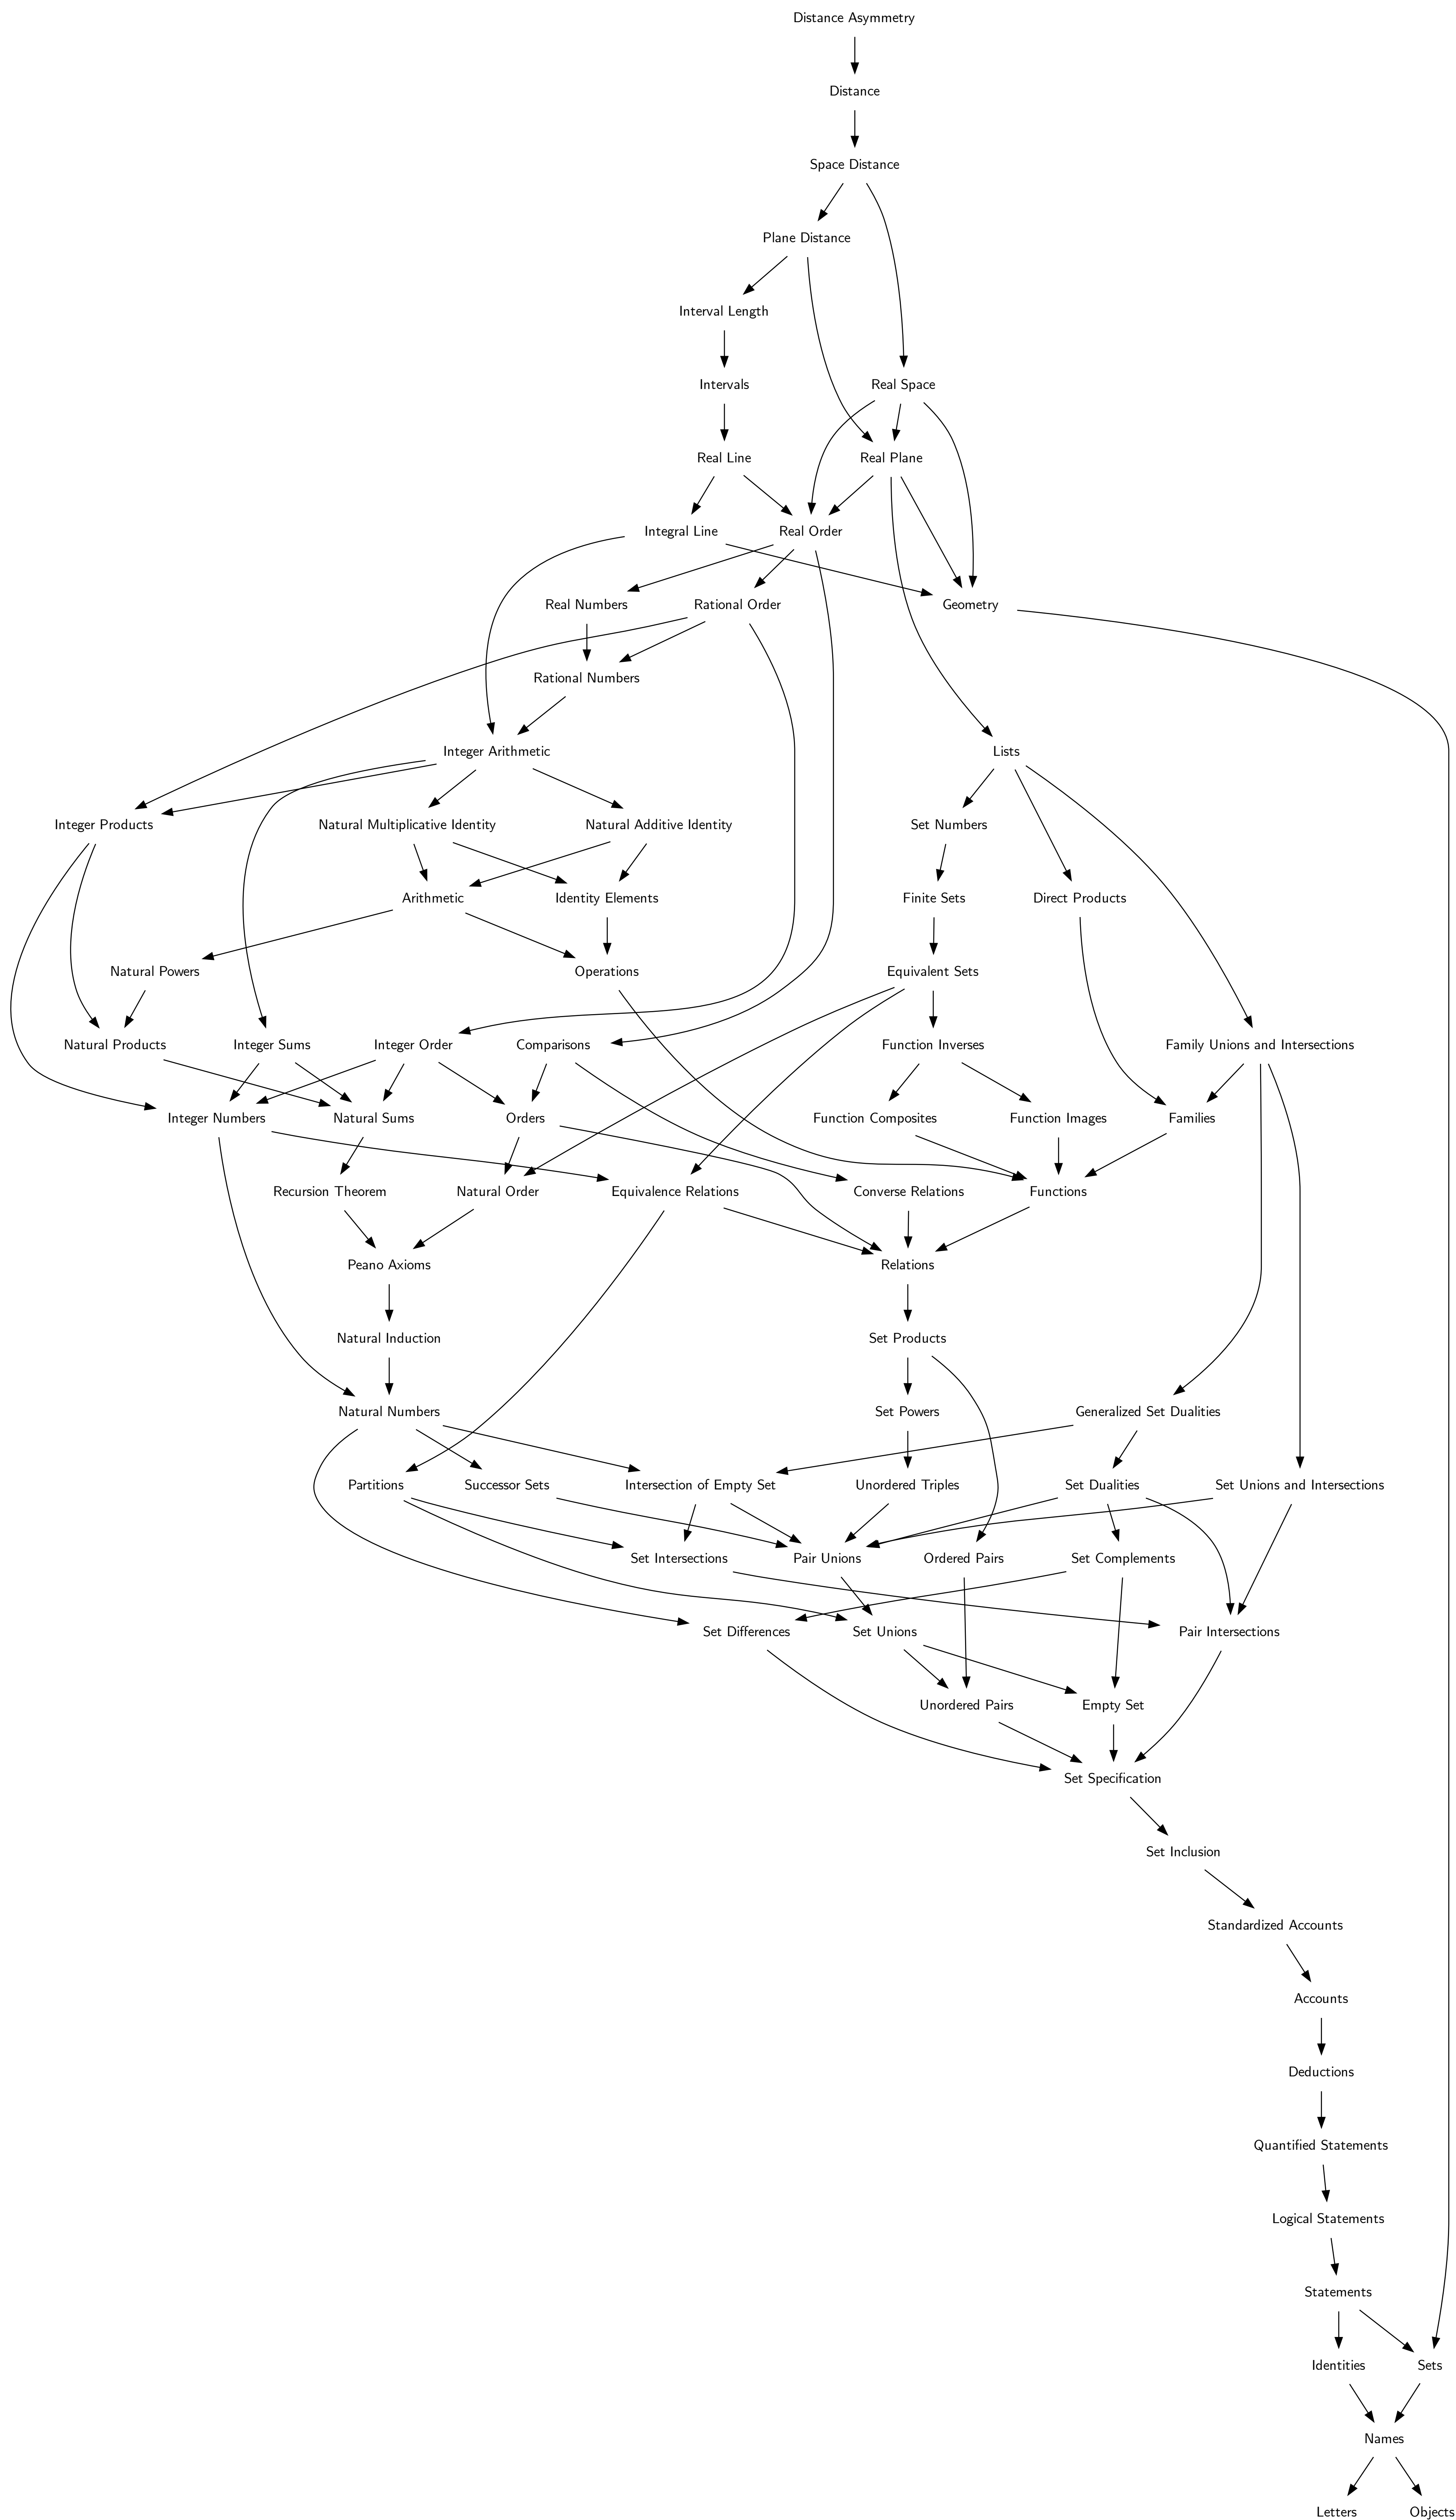 Distance Asymmetry
Distance
Space Distance
Plane Distance
Interval Length
Intervals
Real Space
Real Line
Real Plane
Integral Line
Real Order
Real Numbers
Rational Order
Geometry
Rational Numbers
Integer Arithmetic
Lists
Integer Products
Natural Multiplicative Identity
Natural Additive Identity
Set Numbers
Arithmetic
Identity Elements
Finite Sets
Direct Products
Natural Powers
Operations
Equivalent Sets
Natural Products
Integer Sums
Integer Order
Comparisons
Function Inverses
Family Unions and Intersections
Integer Numbers
Natural Sums
Orders
Function Composites
Function Images
Families
Recursion Theorem
Natural Order
Equivalence Relations
Converse Relations
Functions
Peano Axioms
Relations
Natural Induction
Set Products
Natural Numbers
Set Powers
Generalized Set Dualities
Partitions
Successor Sets
Intersection of Empty Set
Unordered Triples
Set Dualities
Set Unions and Intersections
Set Intersections
Pair Unions
Ordered Pairs
Set Complements
Set Differences
Set Unions
Pair Intersections
Unordered Pairs
Empty Set
Set Specification
Set Inclusion
Standardized Accounts
Accounts
Deductions
Quantified Statements
Logical Statements
Statements
Identities
Sets
Names
Letters
Objects